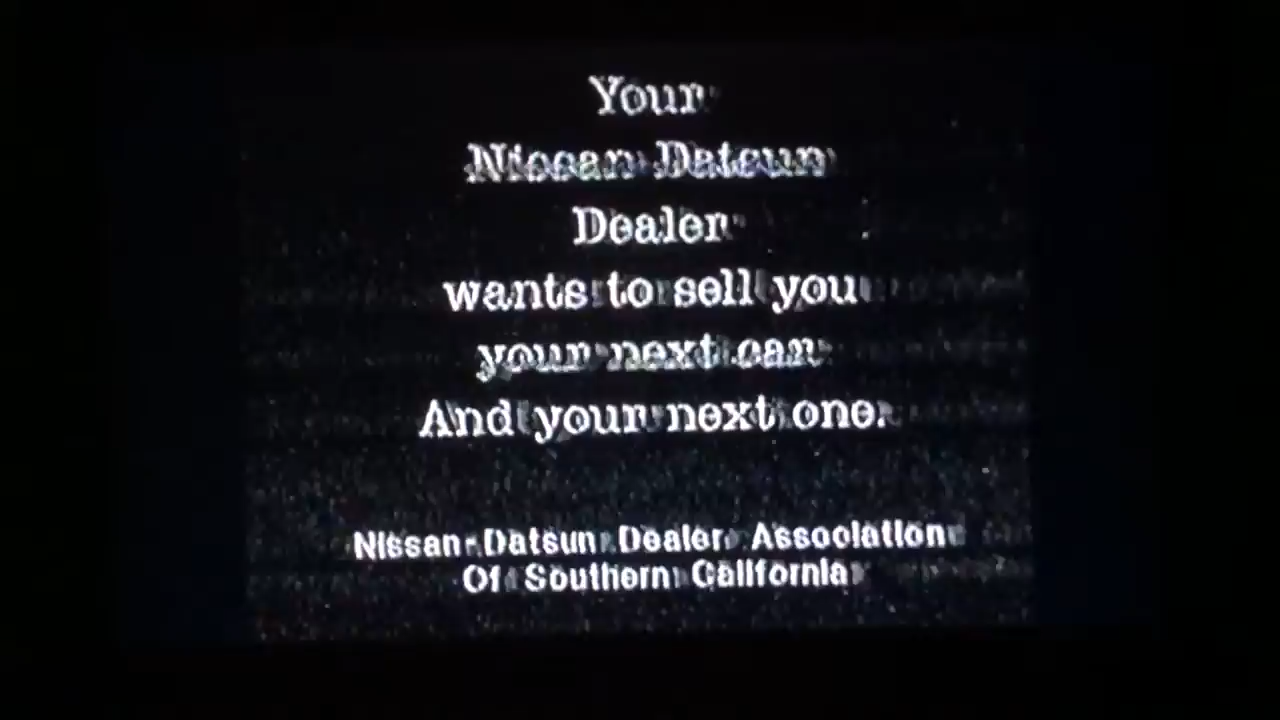 Your
Nissan Datsun
Dealer
wants to sell you
your next car.
And your next one.
Nissan-Datsun Dealer Association
Of Southern California